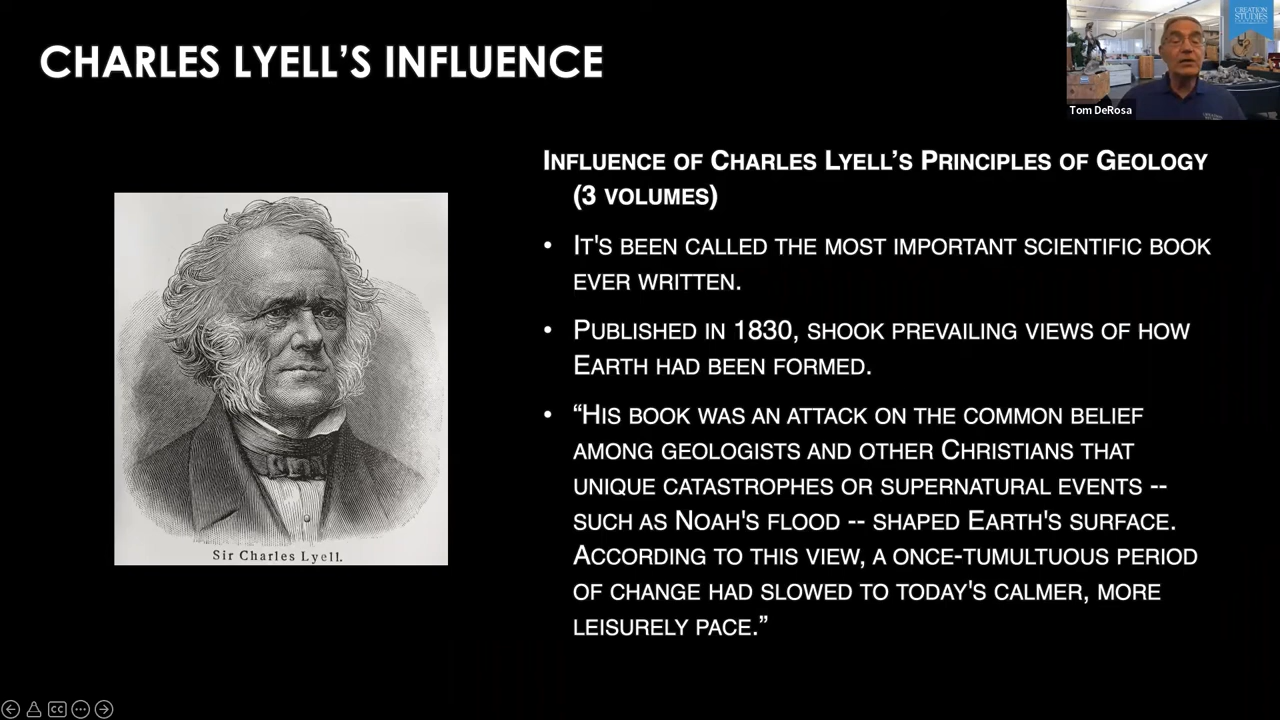 CHARLES LYELL’S INFLUENCE
CREATION
STUDIES
Tom DeRosa
INFLUENCE OF CHARLES LYELL’S PRINCIPLES OF GEOLOGY
(3 VOLUMES)
• IT'S BEEN CALLED THE MOST IMPORTANT SCIENTIFIC BOOK
EVER WRITTEN.
• PUBLISHED IN 1830, SHOOK PREVAILING VIEWS OF HOW
EARTH HAD BEEN FORMED.
• “HIS BOOK WAS AN ATTACK ON THE COMMON BELIEF
AMONG GEOLOGISTS AND OTHER CHRISTIANS THAT
UNIQUE CATASTROPHES OR SUPERNATURAL EVENTS --
SUCH AS NOAH'S FLOOD -- SHAPED EARTH'S SURFACE.
ACCORDING TO THIS VIEW, A ONCE-TUMULTUOUS PERIOD
OF CHANGE HAD SLOWED TO TODAY'S CALMER, MORE
LEISURELY PACE.”
Sir Charles Lyell.
CC